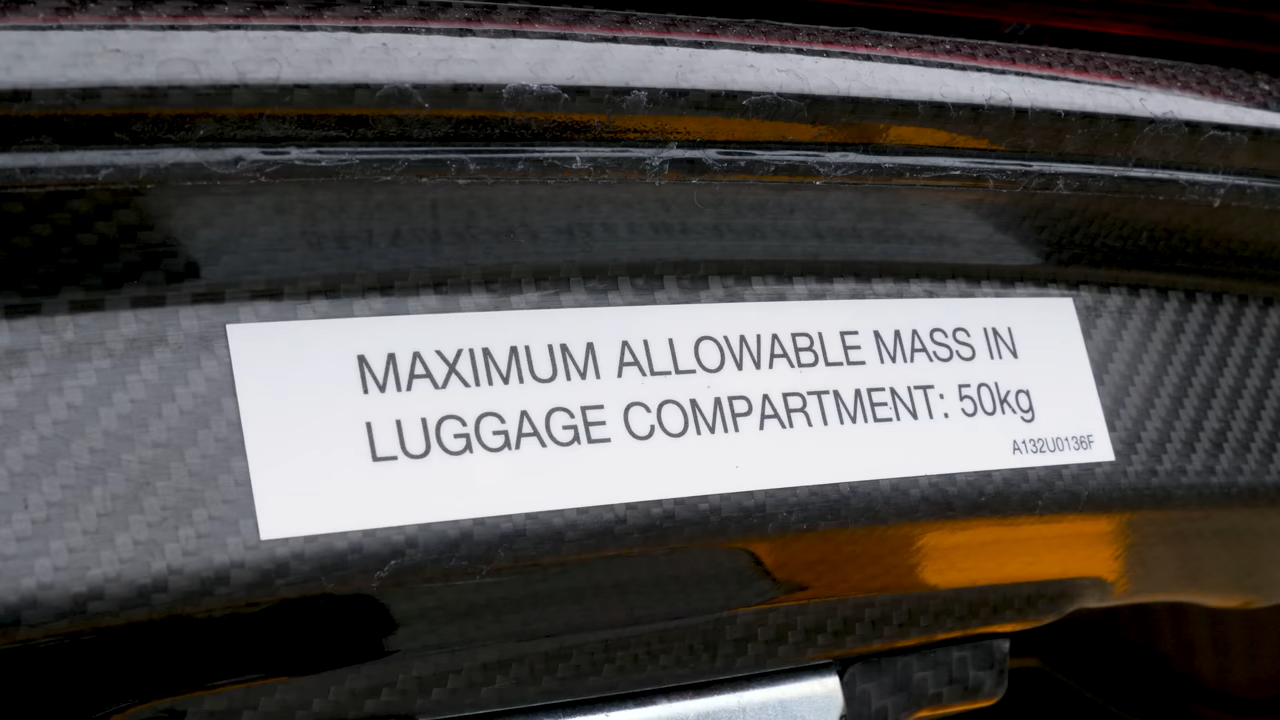 MAXIMUM ALLOWABLE MASS IN
LUGGAGE COMPARTMENT: 50kg
A132U0136F